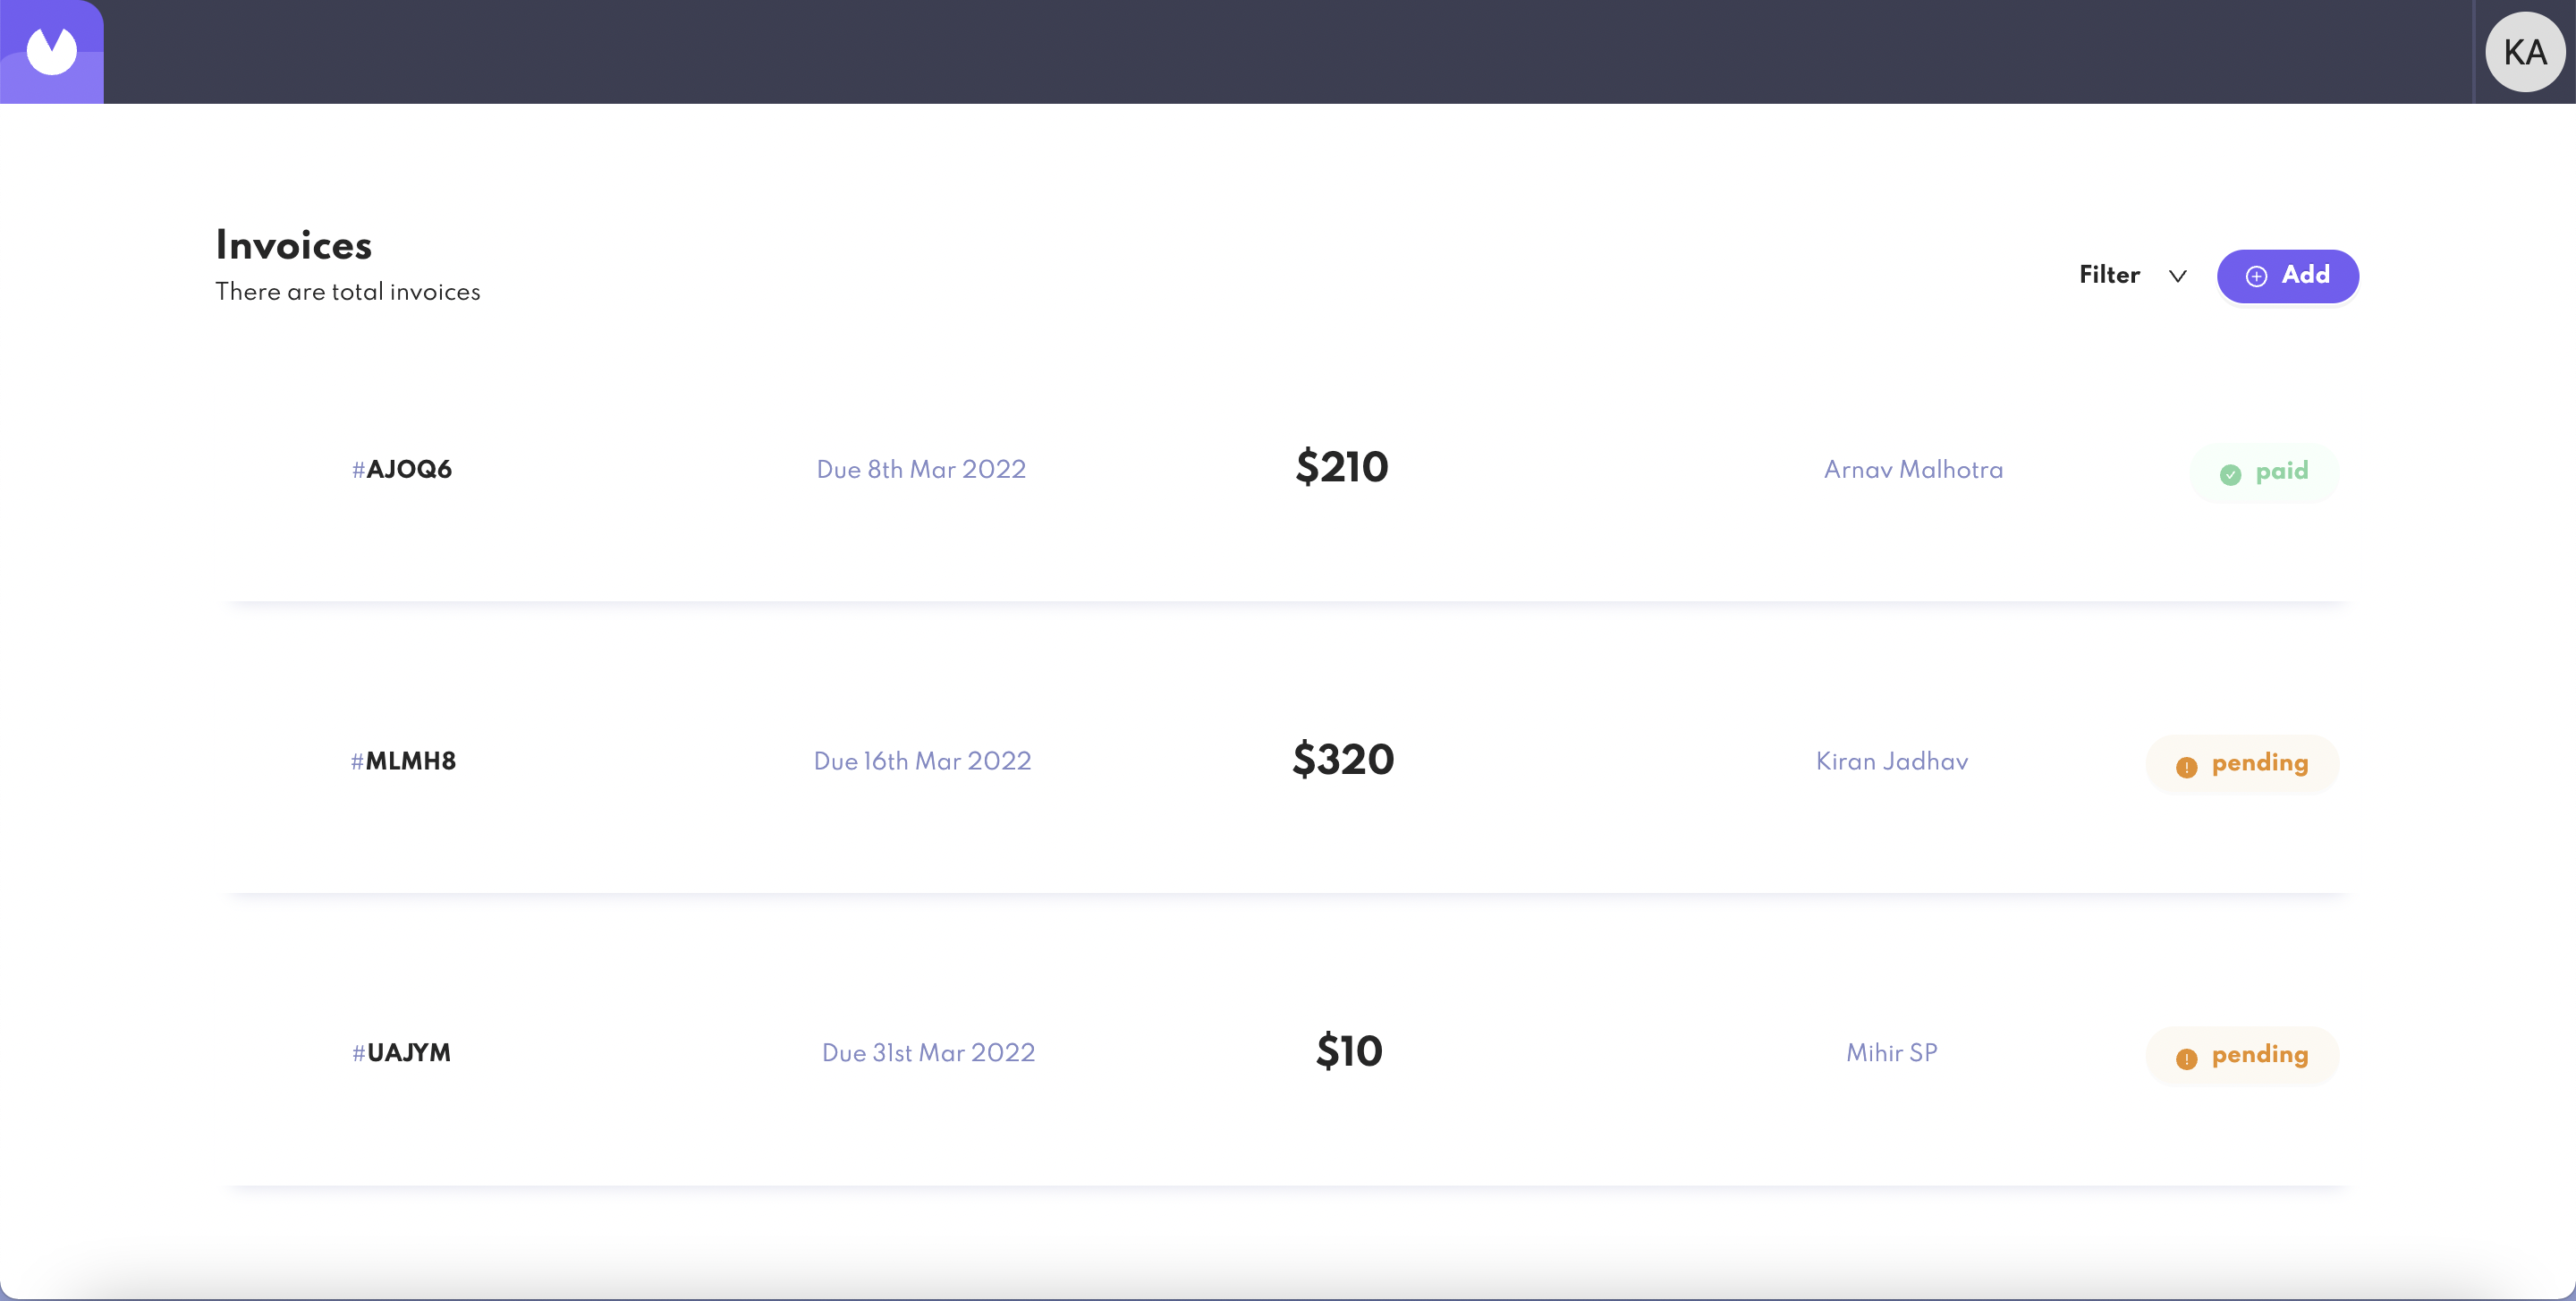 KA
Invoices
There are total invoices
Filter
Add
#AJOQ6 Due 8th Mar 2022 $210 Arnav Malhotra paid
#MLMH8 Due 16th Mar 2022 $320 Kiran Jadhav pending
#UAJYM Due 31st Mar 2022 $10 Mihir SP pending